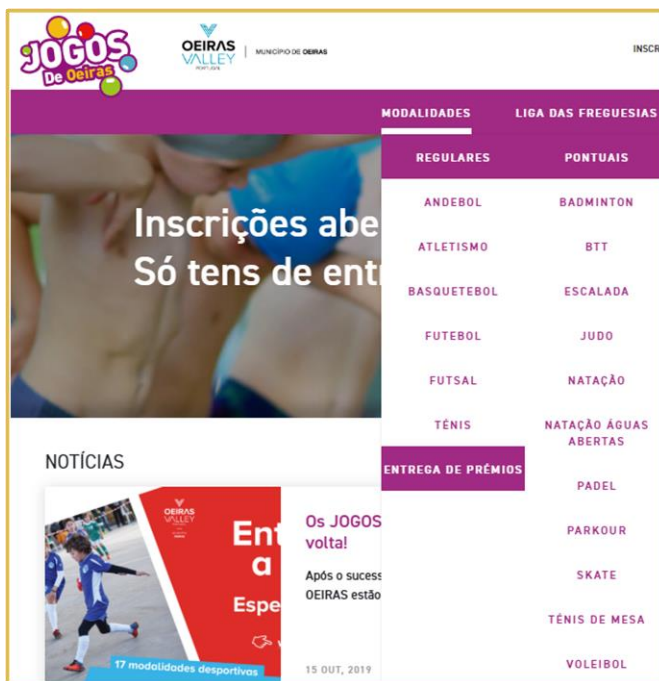 JOGOS
De Oeiras
OEIRAS
VALLEY
PORTUGAL
MUNICÍPIO DE OEIRAS
INSCR
MODALIDADES
LIGA DAS FREGUESIAS
REGULARES
ANDEBOL
ATLETISMO
BASQUETEBOL
FUTEBOL
FUTSAL
TÉNIS
ENTREGA DE PRÉMIOS
PONTUAIS
BADMINTON
BTT
ESCALADA
JUDO
NATAÇÃO
NATAÇÃO ÁGUAS
ABERTAS
PADEL
PARKOUR
SKATE
TÉNIS DE MESA
VOLEIBOL
Inscrições abe
Só tens de ent
NOTÍCIAS
OEIRAS
VALLEY
Ent
a
Espe
17 modalidades desportivas
Os JOGOS
volta!
Após o sucess
OEIRAS estão
15 OUT, 2019